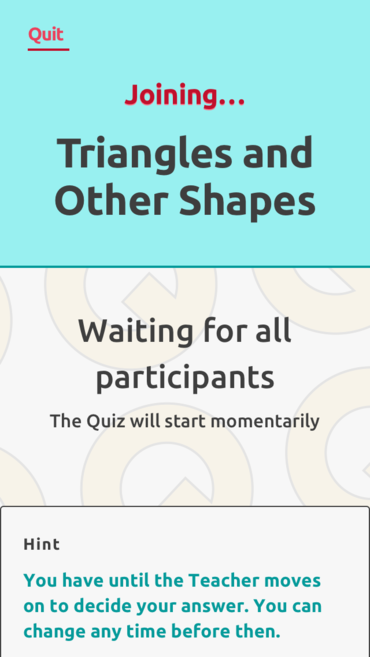 Quit
Joining...
Triangles and
Other Shapes
Waiting for all
participants
The Quiz will start momentarily
Hint
You have until the Teacher moves
on to decide your answer. You can
change any time before then.